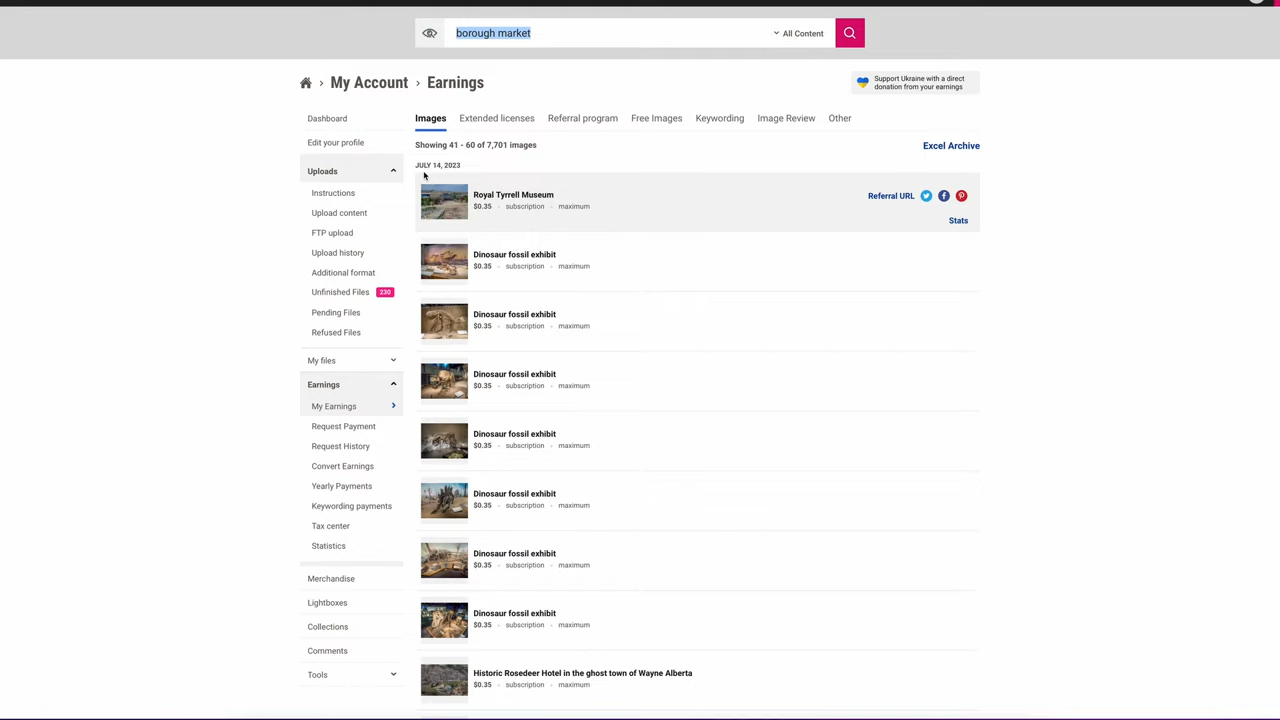 borough market
All Content
My Account › Earnings
Support Ukraine with a direct
donation from your earnings
Dashboard
Edit your profile
Uploads
Instructions
Upload content
FTP upload
Upload history
Additional format
Unfinished Files 230
Pending Files
Refused Files
My files
Earnings
My Earnings
Request Payment
Request History
Convert Earnings
Yearly Payments
Keywording payments
Tax center
Statistics
Merchandise
Lightboxes
Collections
Comments
Tools
Images Extended licenses Referral program Free Images Keywording Image Review Other
Showing 41 - 60 of 7,701 images
Excel Archive
JULY 14, 2023
Royal Tyrrell Museum
$0.35 subscription maximum
Referral URL
Stats
Dinosaur fossil exhibit
$0.35 subscription maximum
Dinosaur fossil exhibit
$0.35 subscription maximum
Dinosaur fossil exhibit
$0.35 subscription maximum
Dinosaur fossil exhibit
$0.35 subscription maximum
Dinosaur fossil exhibit
$0.35 subscription maximum
Dinosaur fossil exhibit
$0.35 subscription maximum
Dinosaur fossil exhibit
$0.35 subscription maximum
Historic Rosedeer Hotel in the ghost town of Wayne Alberta
$0.35 subscription maximum